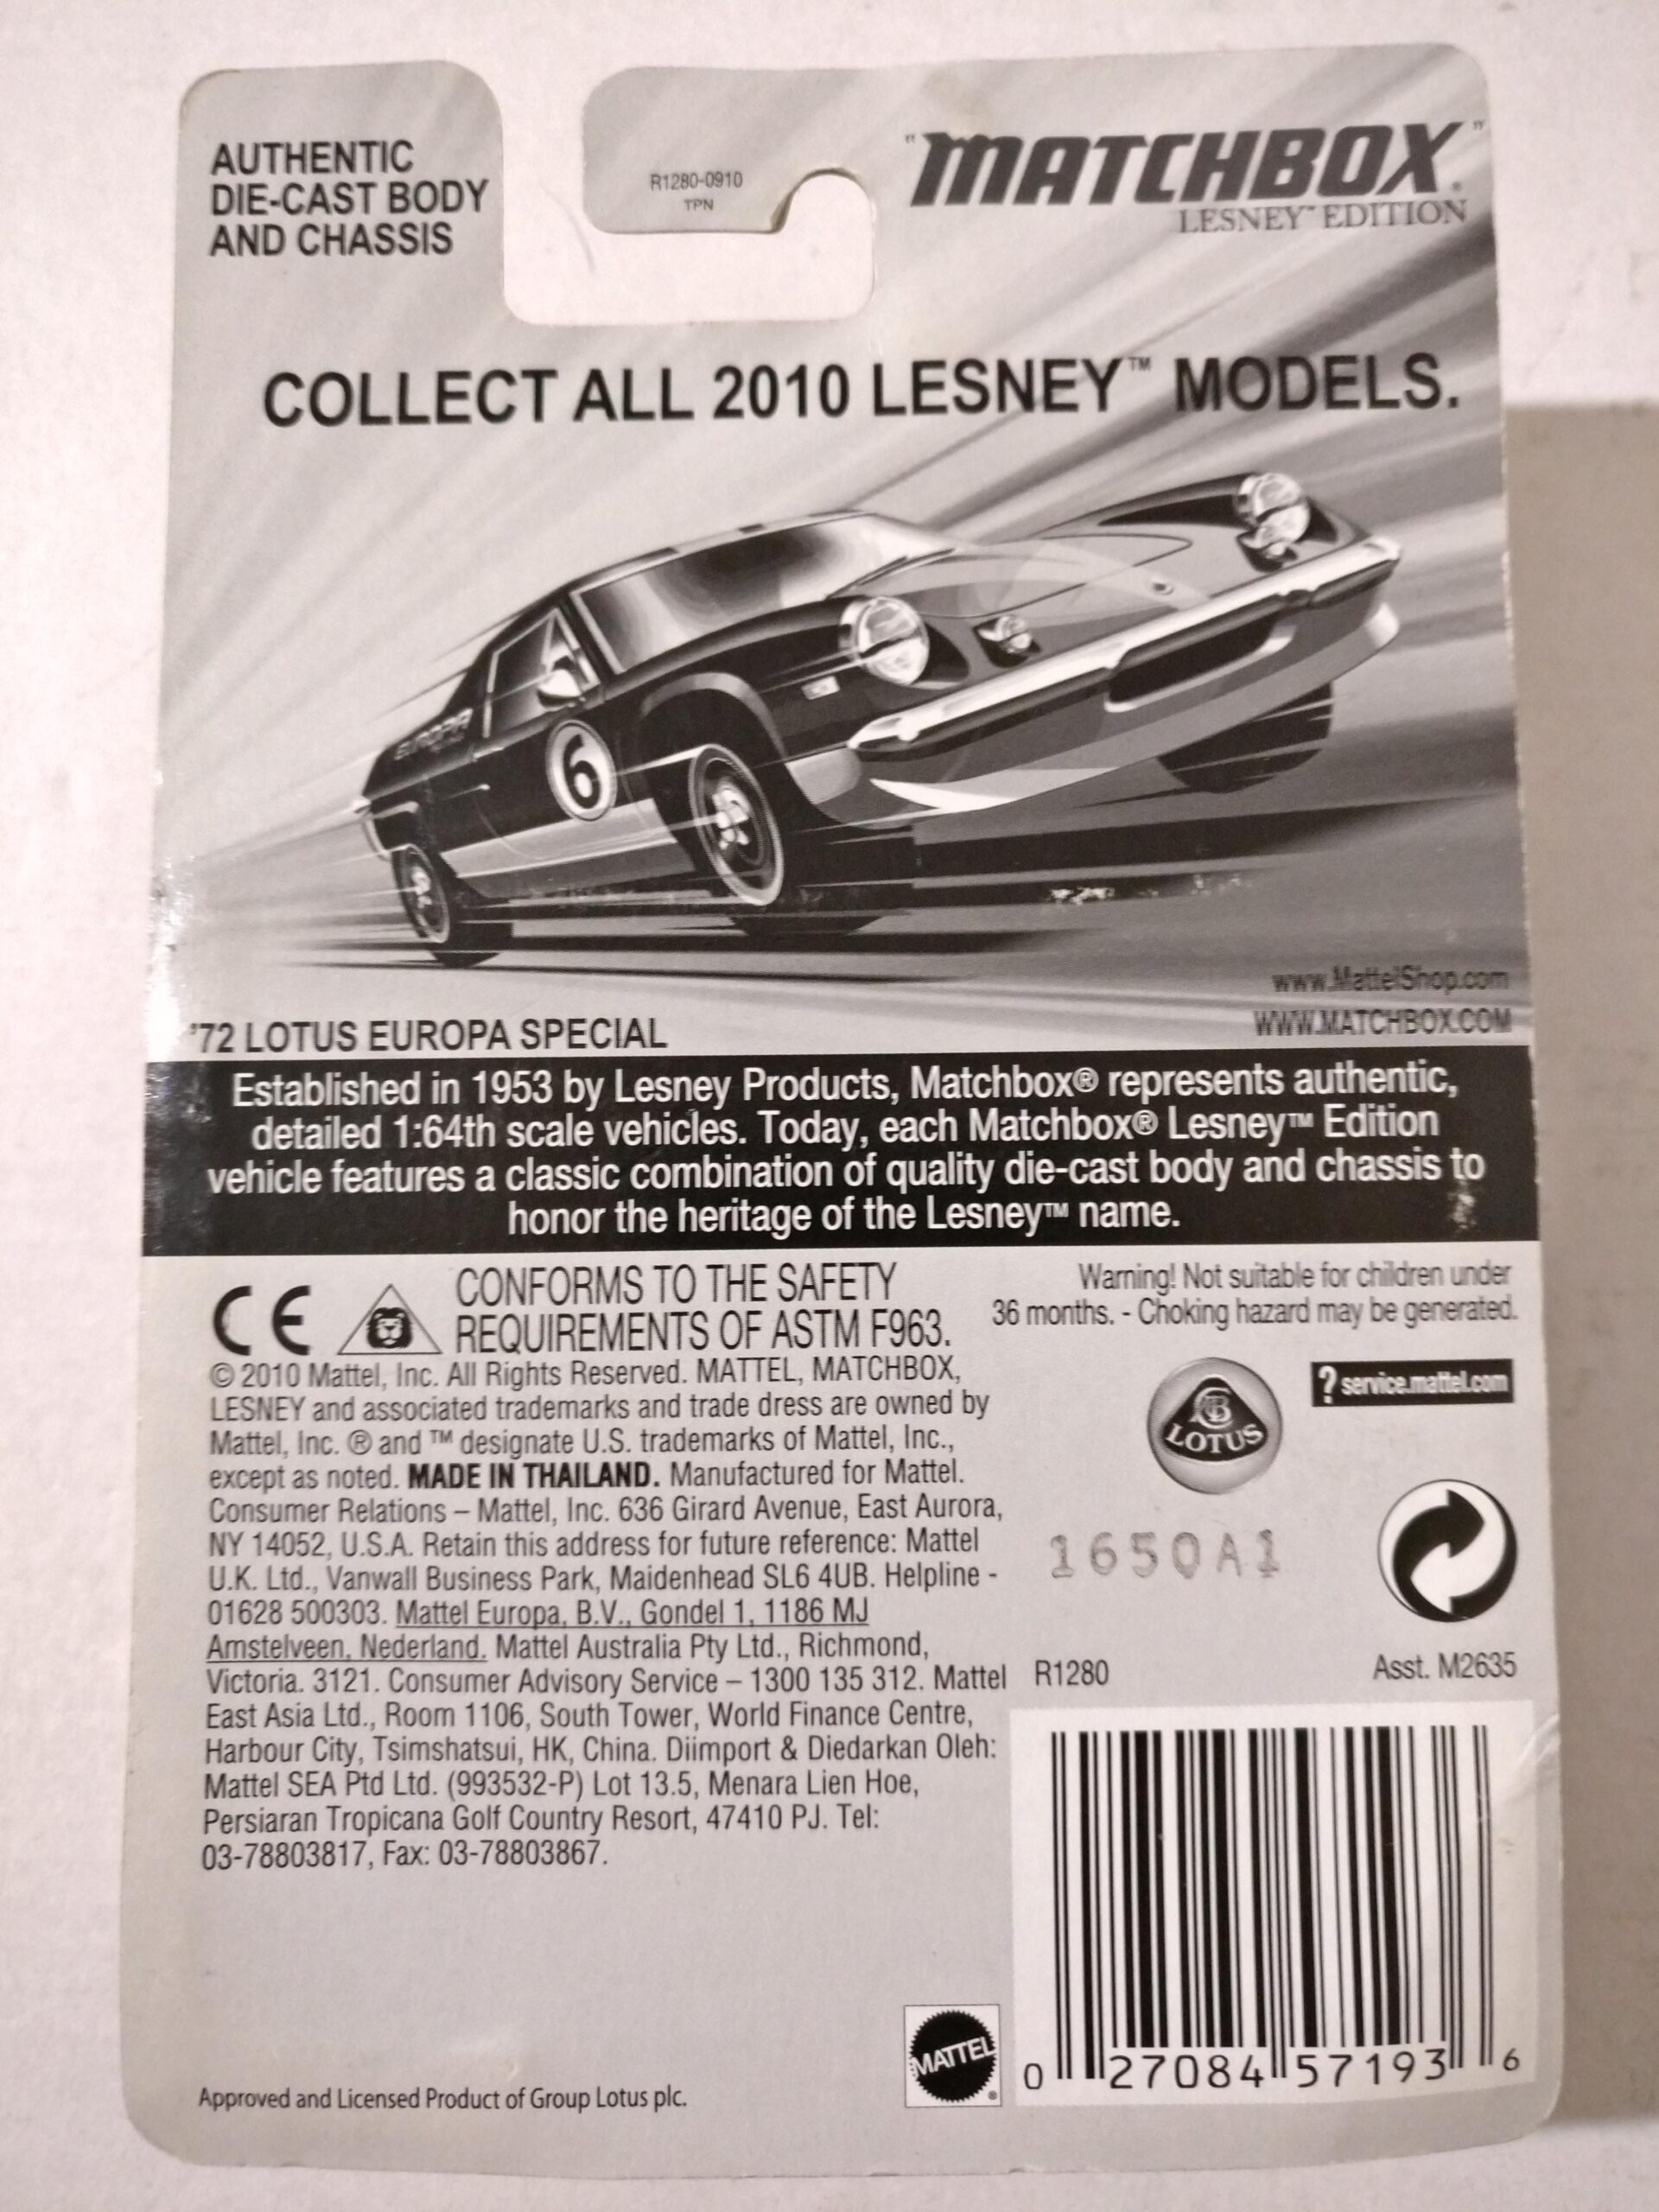 AUTHENTIC
DIE-CAST BODY
AND CHASSIS
R1280-0910
TPN
"MATCHBOX"®
LESNEY™ EDITION
COLLECT ALL 2010 LESNEY™ MODELS.
EUROPA
6
www.MattelShop.com
WWW.MATCHBOX.COM
'72 LOTUS EUROPA SPECIAL
Established in 1953 by Lesney Products, Matchbox® represents authentic,
detailed 1:64th scale vehicles. Today, each Matchbox® Lesney™ Edition
vehicle features a classic combination of quality die-cast body and chassis to
honor the heritage of the Lesney™ name.
CE
CONFORMS TO THE SAFETY
REQUIREMENTS OF ASTM F963.
Warning! Not suitable for children under
36 months. - Choking hazard may be generated.
© 2010 Mattel, Inc. All Rights Reserved. MATTEL, MATCHBOX,
LESNEY and associated trademarks and trade dress are owned by
Mattel, Inc. ® and ™ designate U.S. trademarks of Mattel, Inc.,
except as noted. MADE IN THAILAND. Manufactured for Mattel.
Consumer Relations – Mattel, Inc. 636 Girard Avenue, East Aurora,
NY 14052, U.S.A. Retain this address for future reference: Mattel
U.K. Ltd., Vanwall Business Park, Maidenhead SL6 4UB. Helpline -
01628 500303. Mattel Europa, B.V., Gondel 1, 1186 MJ
Amstelveen, Nederland. Mattel Australia Pty Ltd., Richmond,
Victoria. 3121. Consumer Advisory Service – 1300 135 312. Mattel
East Asia Ltd., Room 1106, South Tower, World Finance Centre,
Harbour City, Tsimshatsui, HK, China. Diimport & Diedarkan Oleh:
Mattel SEA Ptd Ltd. (993532-P) Lot 13.5, Menara Lien Hoe,
Persiaran Tropicana Golf Country Resort, 47410 PJ. Tel:
03-78803817, Fax: 03-78803867.
LOTUS
? service.mattel.com
1650A1
R1280
Asst. M2635
MATTEL®
0 27084 57193 6
Approved and Licensed Product of Group Lotus plc.